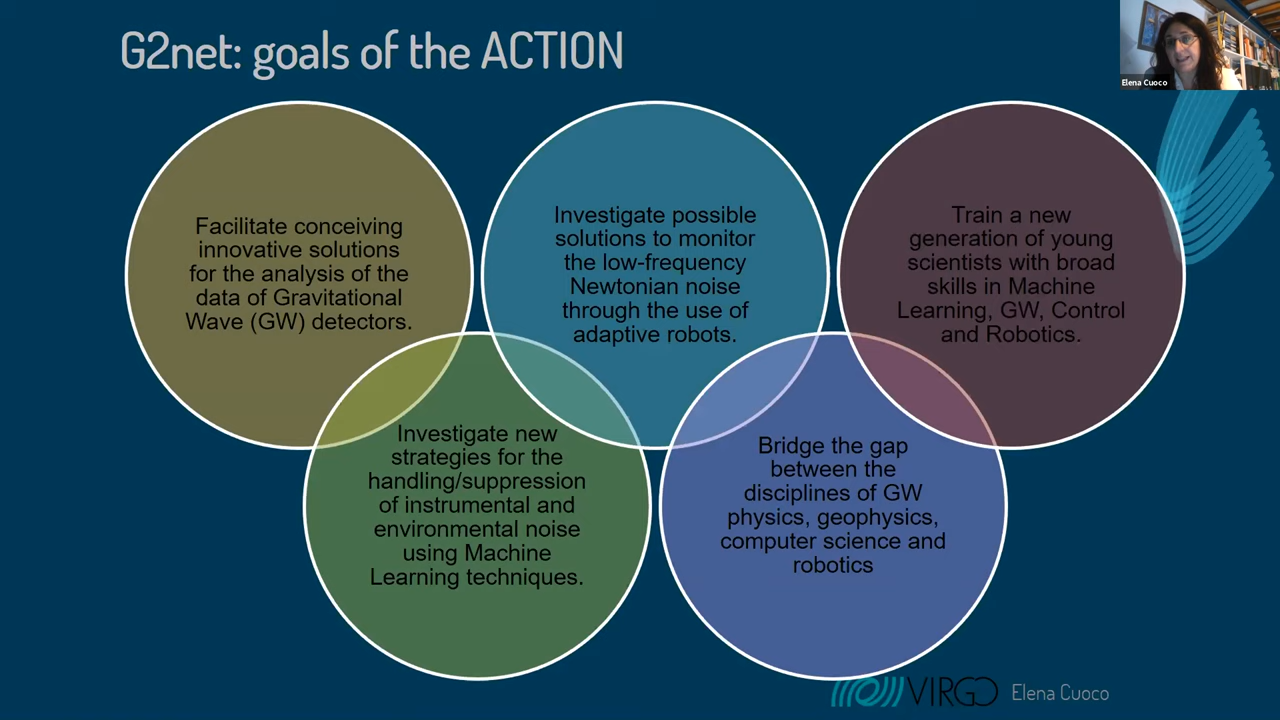 G2net: goals of the ACTION
Elena Cuoco
Facilitate conceiving
innovative solutions
for the analysis of the
data of Gravitational
Wave (GW) detectors.
Investigate possible
solutions to monitor
the low-frequency
Newtonian noise
through the use of
adaptive robots.
Train a new
generation of young
scientists with broad
skills in Machine
Learning, GW, Control
and Robotics.
Investigate new
strategies for the
handling/suppression
of instrumental and
environmental noise
using Machine
Learning techniques.
Bridge the gap
between the
disciplines of GW
physics, geophysics,
computer science and
robotics
VIRGO Elena Cuoco